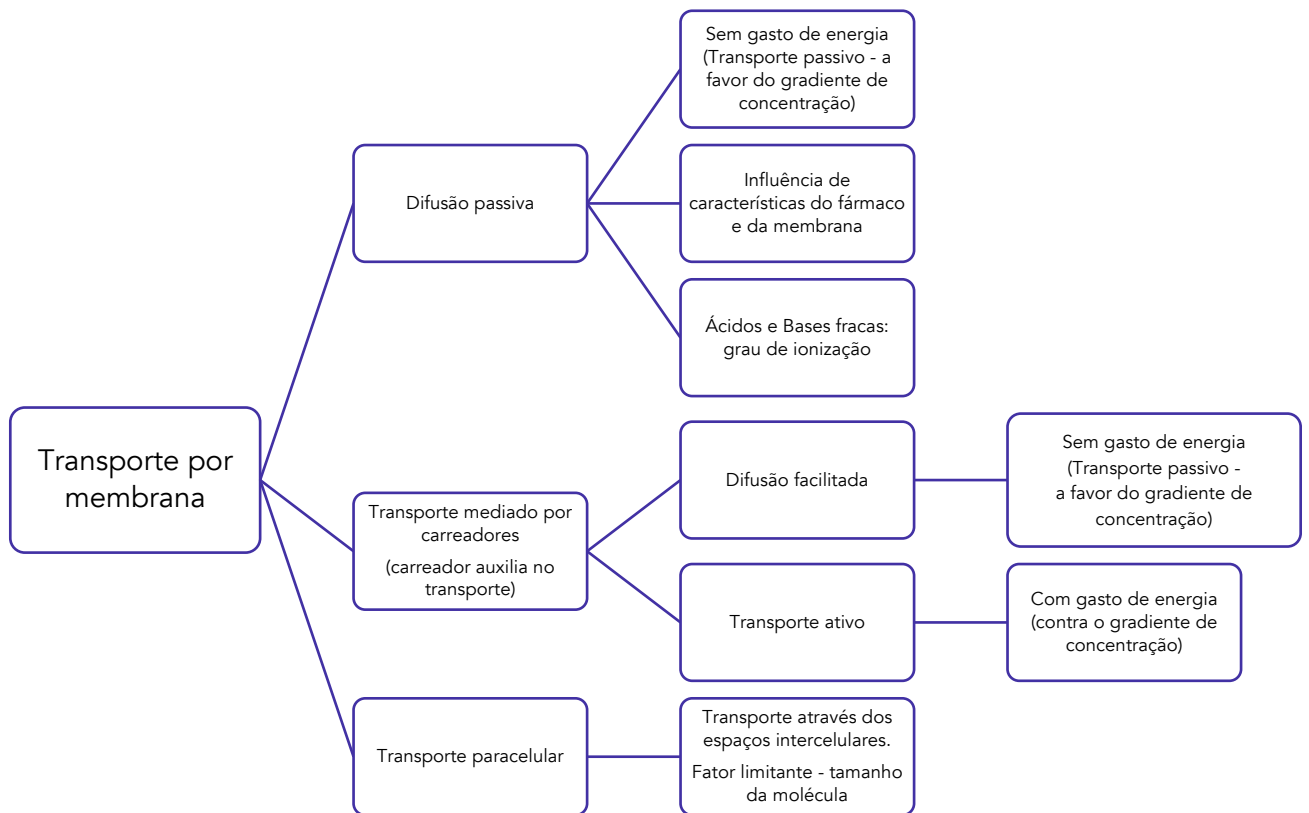 Transporte por
membrana
Difusão passiva
Sem gasto de energia
(Transporte passivo - a
favor do gradiente de
concentração)
Influência de
características do fármaco
e da membrana
Ácidos e Bases fracas:
grau de ionização
Transporte mediado por
carreadores
(carreador auxilia no
transporte)
Difusão facilitada
Sem gasto de energia
(Transporte passivo -
a favor do gradiente de
concentração)
Transporte ativo
Com gasto de energia
(contra o gradiente de
concentração)
Transporte paracelular
Transporte através dos
espaços intercelulares.
Fator limitante - tamanho
da molécula